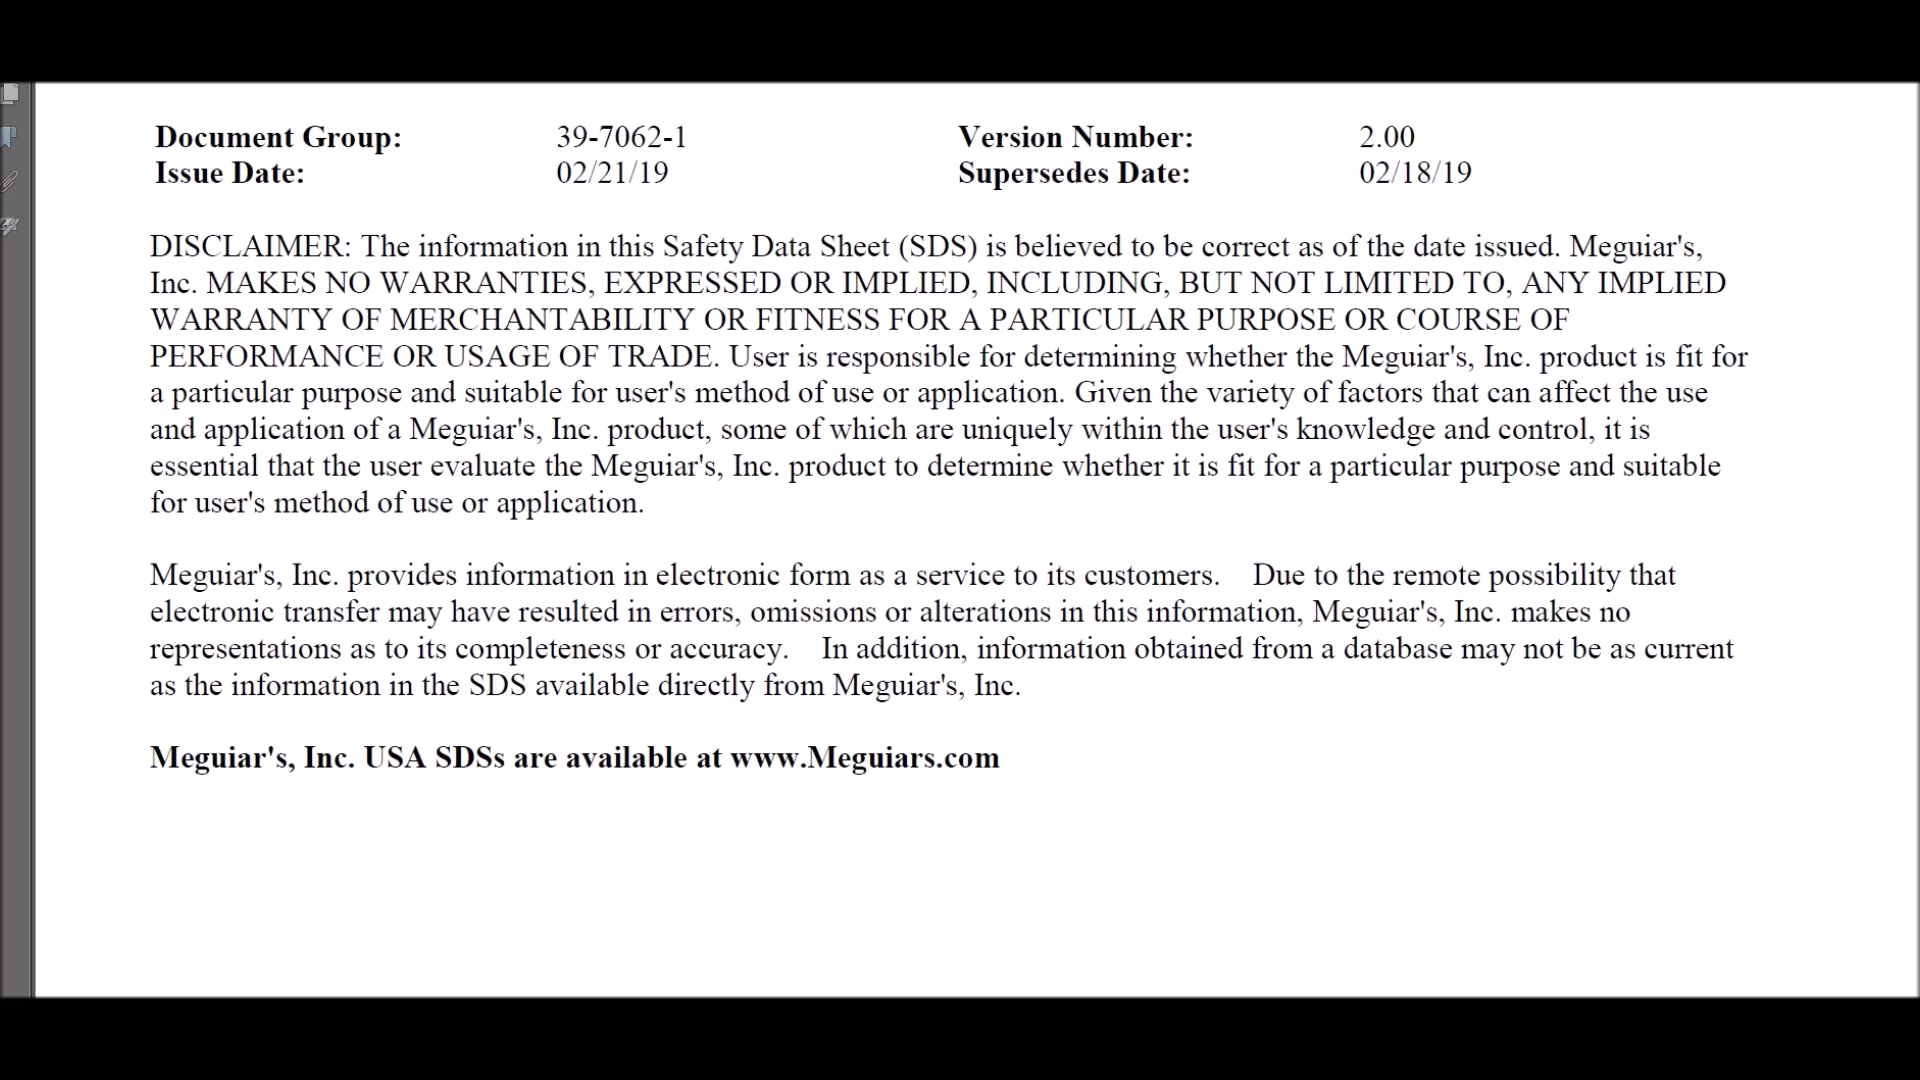 Document Group: 39-7062-1 Version Number: 2.00
Issue Date: 02/21/19 Supersedes Date: 02/18/19
DISCLAIMER: The information in this Safety Data Sheet (SDS) is believed to be correct as of the date issued. Meguiar's,
Inc. MAKES NO WARRANTIES, EXPRESSED OR IMPLIED, INCLUDING, BUT NOT LIMITED TO, ANY IMPLIED
WARRANTY OF MERCHANTABILITY OR FITNESS FOR A PARTICULAR PURPOSE OR COURSE OF
PERFORMANCE OR USAGE OF TRADE. User is responsible for determining whether the Meguiar's, Inc. product is fit for
a particular purpose and suitable for user's method of use or application. Given the variety of factors that can affect the use
and application of a Meguiar's, Inc. product, some of which are uniquely within the user's knowledge and control, it is
essential that the user evaluate the Meguiar's, Inc. product to determine whether it is fit for a particular purpose and suitable
for user's method of use or application.
Meguiar's, Inc. provides information in electronic form as a service to its customers. Due to the remote possibility that
electronic transfer may have resulted in errors, omissions or alterations in this information, Meguiar's, Inc. makes no
representations as to its completeness or accuracy. In addition, information obtained from a database may not be as current
as the information in the SDS available directly from Meguiar's, Inc.
Meguiar's, Inc. USA SDSs are available at www.Meguiars.com